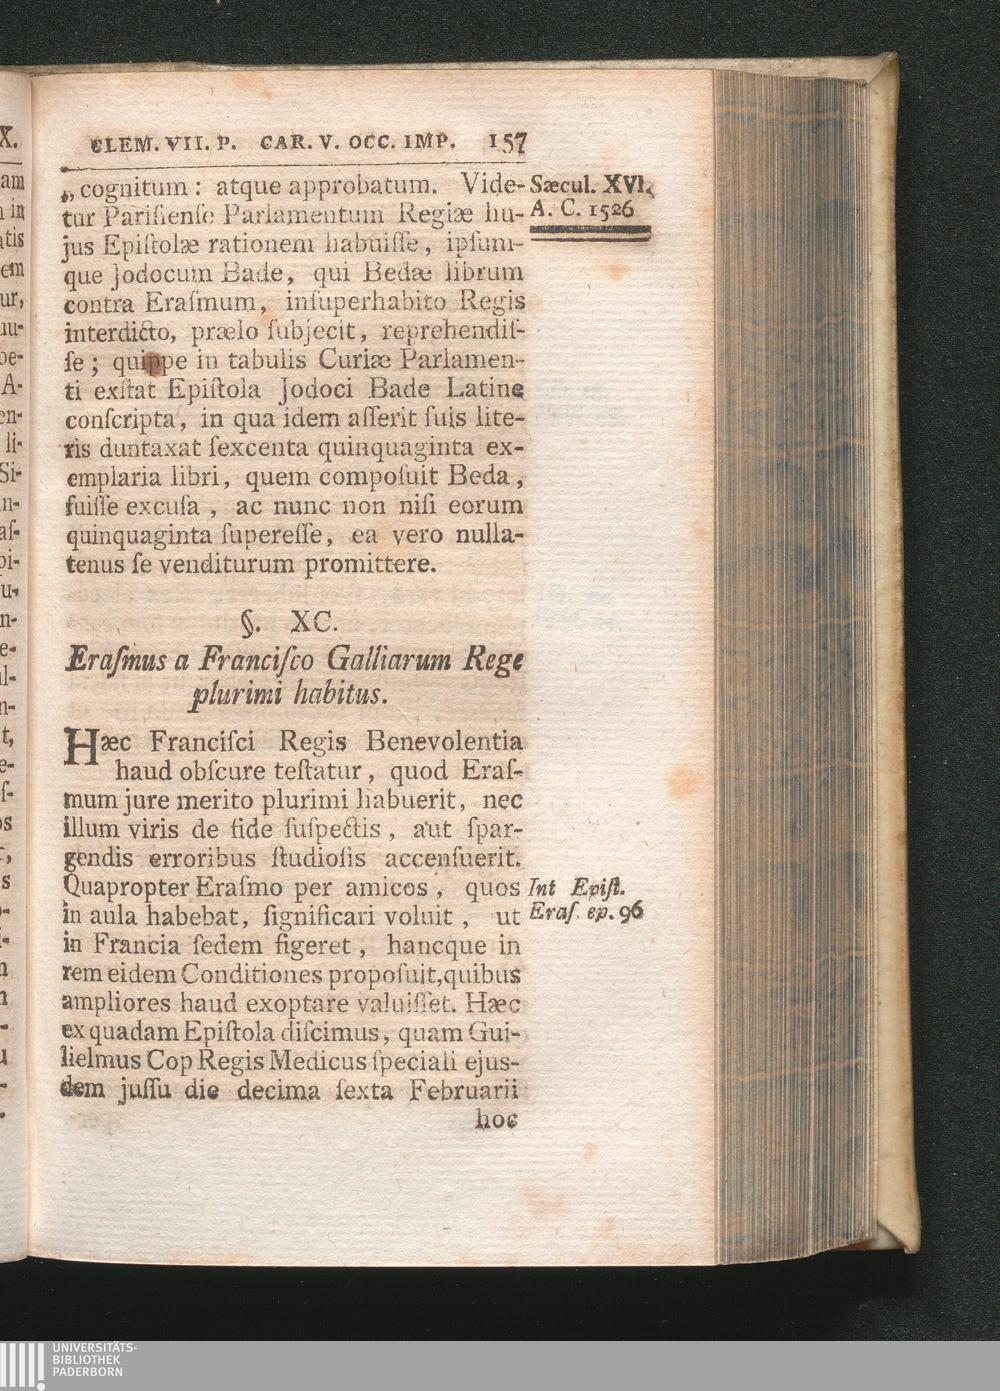 CLEM. VII. P. CAR. V. OCC. IMP. 157
„ cognitum: atque approbatum. Vide-
tur Pariſienſe Parlamentum Regiæ hu-
jus Epiſtolæ rationem habuiſſe, ipſum-
que Jodocum Bade, qui Bedæ librum
contra Eraſmum, inſuperhabito Regis
interdicto, prælo ſubjecit, reprehendiſ-
ſe; quippe in tabulis Curiæ Parlamen-
ti exſtat Epiſtola Jodoci Bade Latine
conſcripta, in qua idem aſſerit ſuis lite-
ris duntaxat ſexcenta quinquaginta ex-
emplaria libri, quem compoſuit Beda,
fuiſſe excuſa, ac nunc non niſi eorum
quinquaginta ſupereſſe, ea vero nulla-
tenus ſe venditurum promittere.
Sæcul. XVI.
A. C. 1526
§. XC.
Eraſmus a Franciſco Galliarum Rege
plurimi habitus.
Hæc Franciſci Regis Benevolentia
haud obſcure teſtatur, quod Eraſ-
mum jure merito plurimi habuerit, nec
illum viris de fide ſuſpectis, aut ſpar-
gendis erroribus ſtudioſis accenſuerit.
Quapropter Eraſmo per amicos, quos
in aula habebat, ſignificari voluit, ut
in Francia ſedem figeret, hancque in
rem eidem Conditiones propoſuit, quibus
ampliores haud exoptare valuiſſet. Hæc
ex quadam Epiſtola diſcimus, quam Gui-
lielmus Cop Regis Medicus ſpeciali ejus-
dem juſſu die decima ſexta Februarii
hoc
Int Epiſt.
Eraſ. ep. 96
UNIVERSITÄTS-
BIBLIOTHEK
PADERBORN